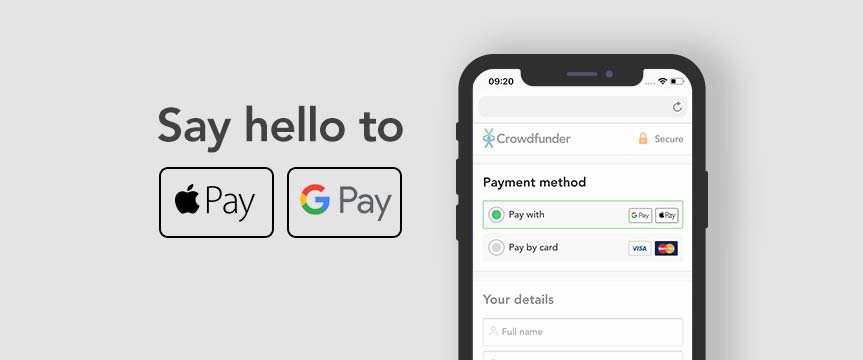 Say hello to
Pay
G Pay
09:20
Crowdfunder
Secure
Payment method
Pay with
G Pay
Pay
Pay by card
VISA
Your details
Full name